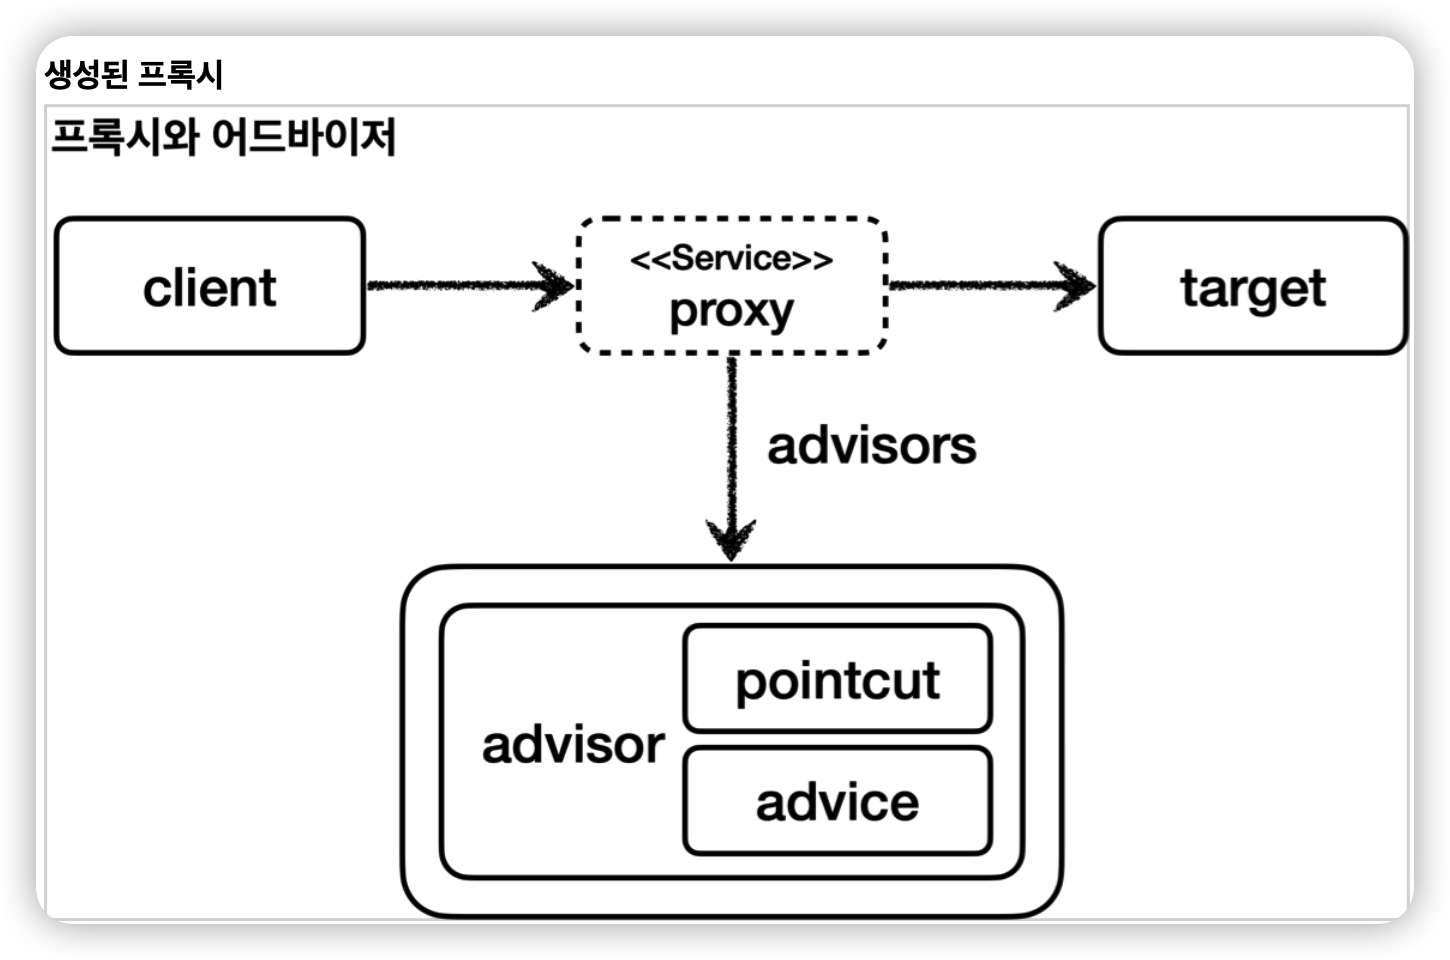 생성된 프록시
프록시와 어드바이저
client
<<Service>>
proxy
target
advisors
advisor
pointcut
advice